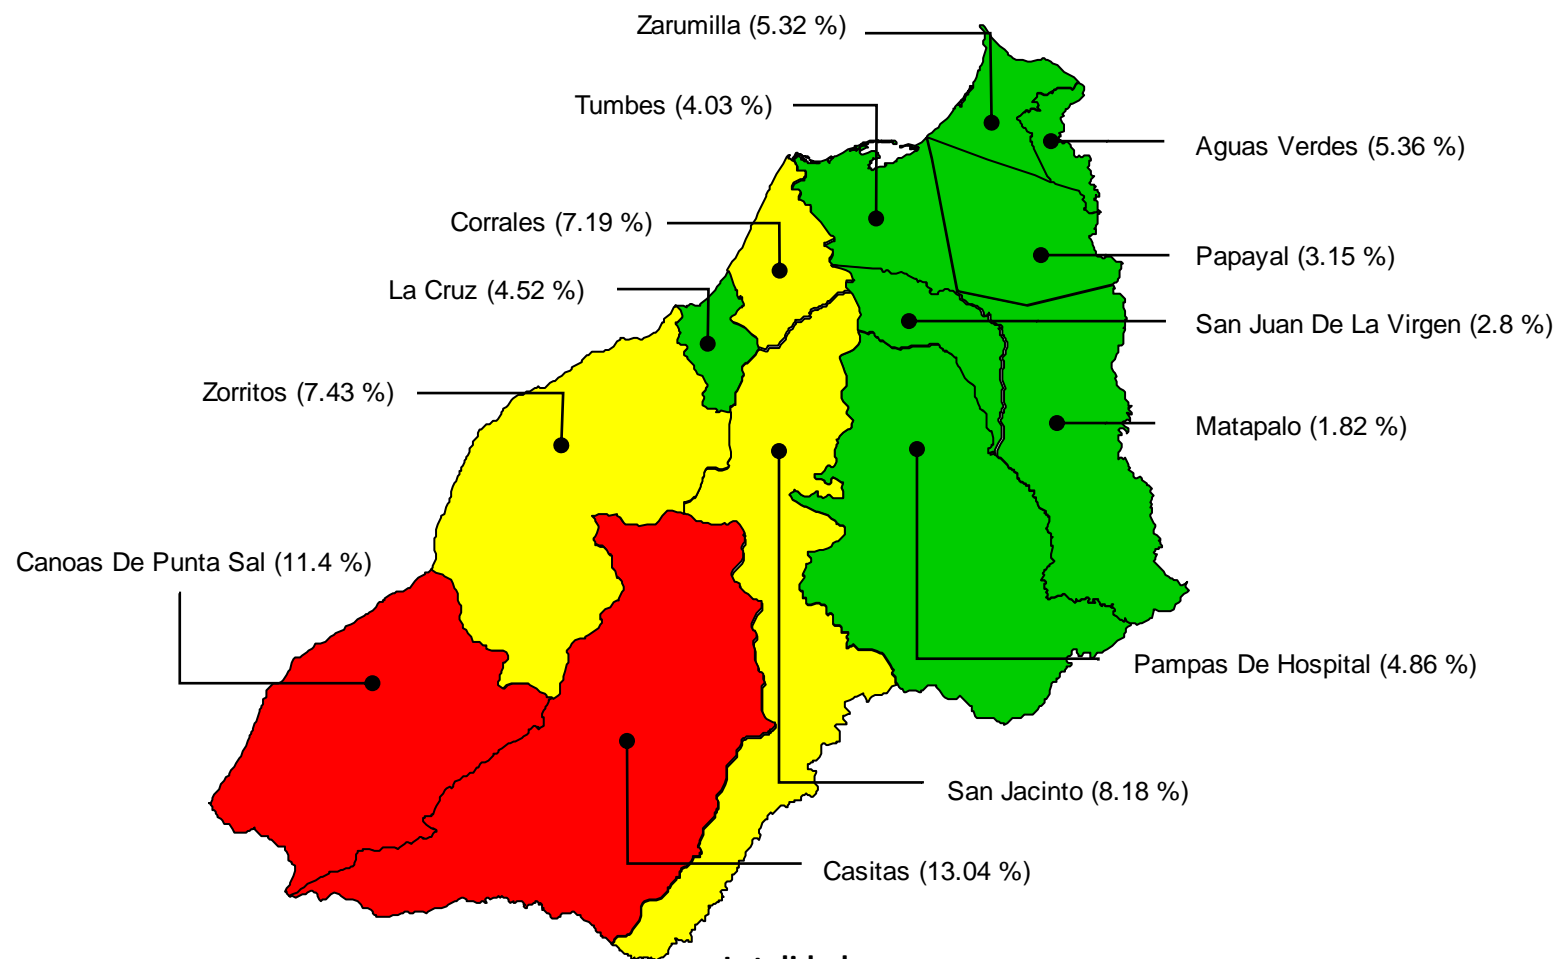 Zarumilla (5.32 %)
Tumbes (4.03 %)
Aguas Verdes (5.36 %)
Corrales (7.19 %)
Papayal (3.15 %)
La Cruz (4.52 %)
San Juan De La Virgen (2.8 %)
Zorritos (7.43 %)
Matapalo (1.82 %)
Canoas De Punta Sal (11.4 %)
Pampas De Hospital (4.86 %)
San Jacinto (8.18 %)
Casitas (13.04 %)